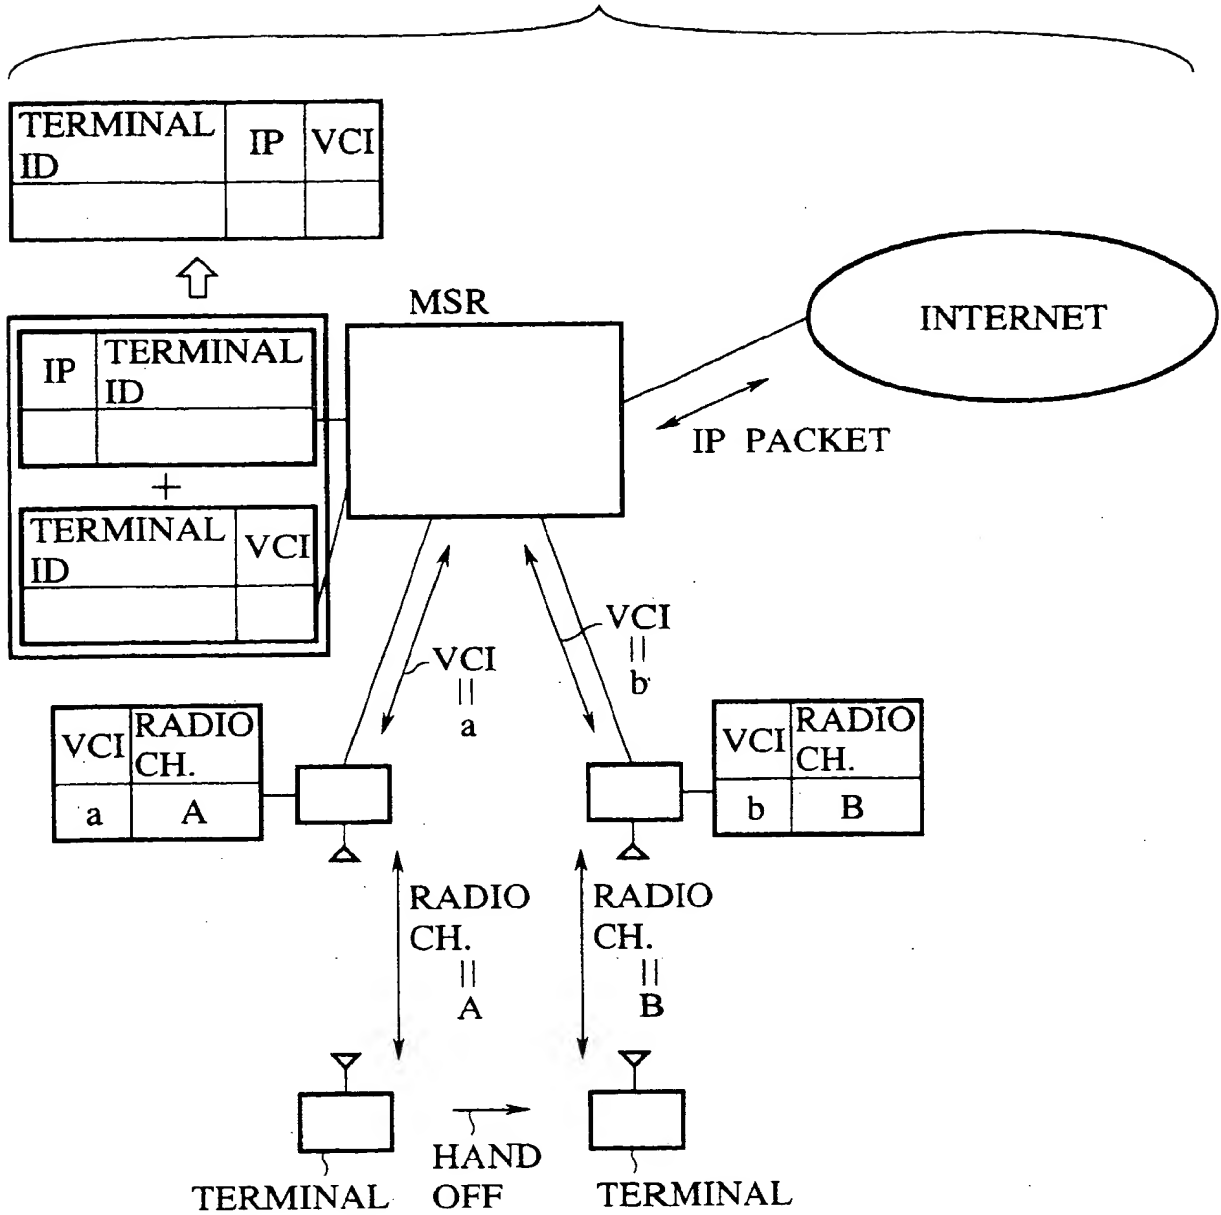 TERMINAL
ID
IP
VCI
MSR
INTERNET
IP
TERMINAL
ID
IP PACKET
+
TERMINAL
ID
VCI
VCI
||
a
VCI
||
b
VCI
RADIO
CH.
a
A
VCI
RADIO
CH.
b
B
RADIO
CH.
||
A
RADIO
CH.
||
B
HAND
OFF
TERMINAL
TERMINAL